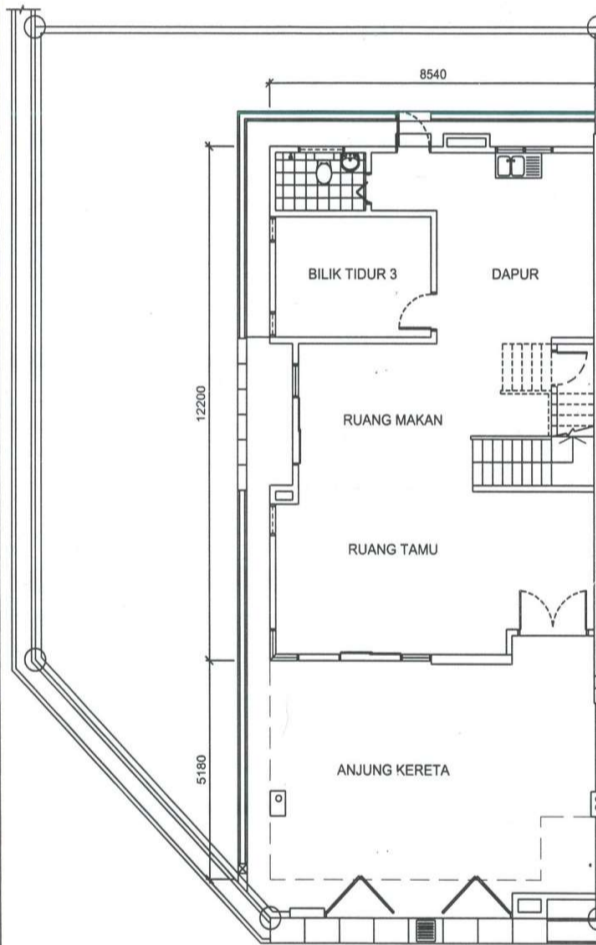 8540
BILIK TIDUR 3
DAPUR
12200
RUANG MAKAN
RUANG TAMU
5180
ANJUNG KERETA